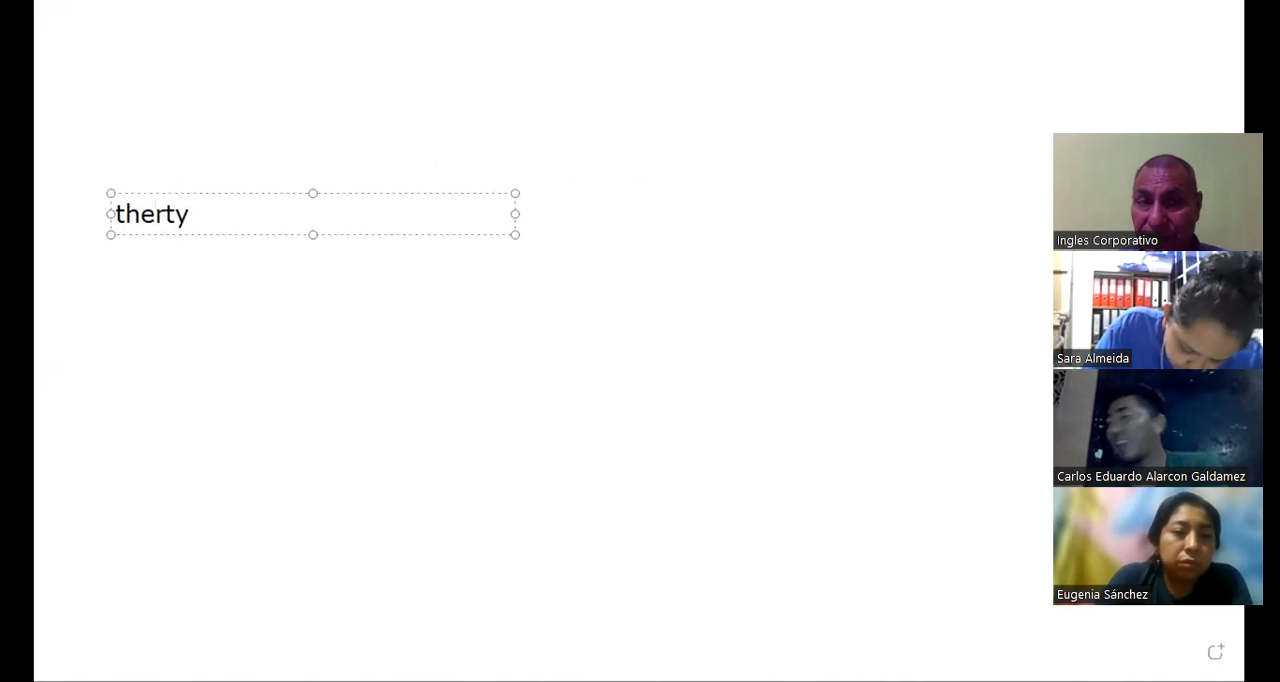 therty
Ingles Corporativo
Sara Almeida
Carlos Eduardo Alarcon Galdamez
Eugenia Sánchez